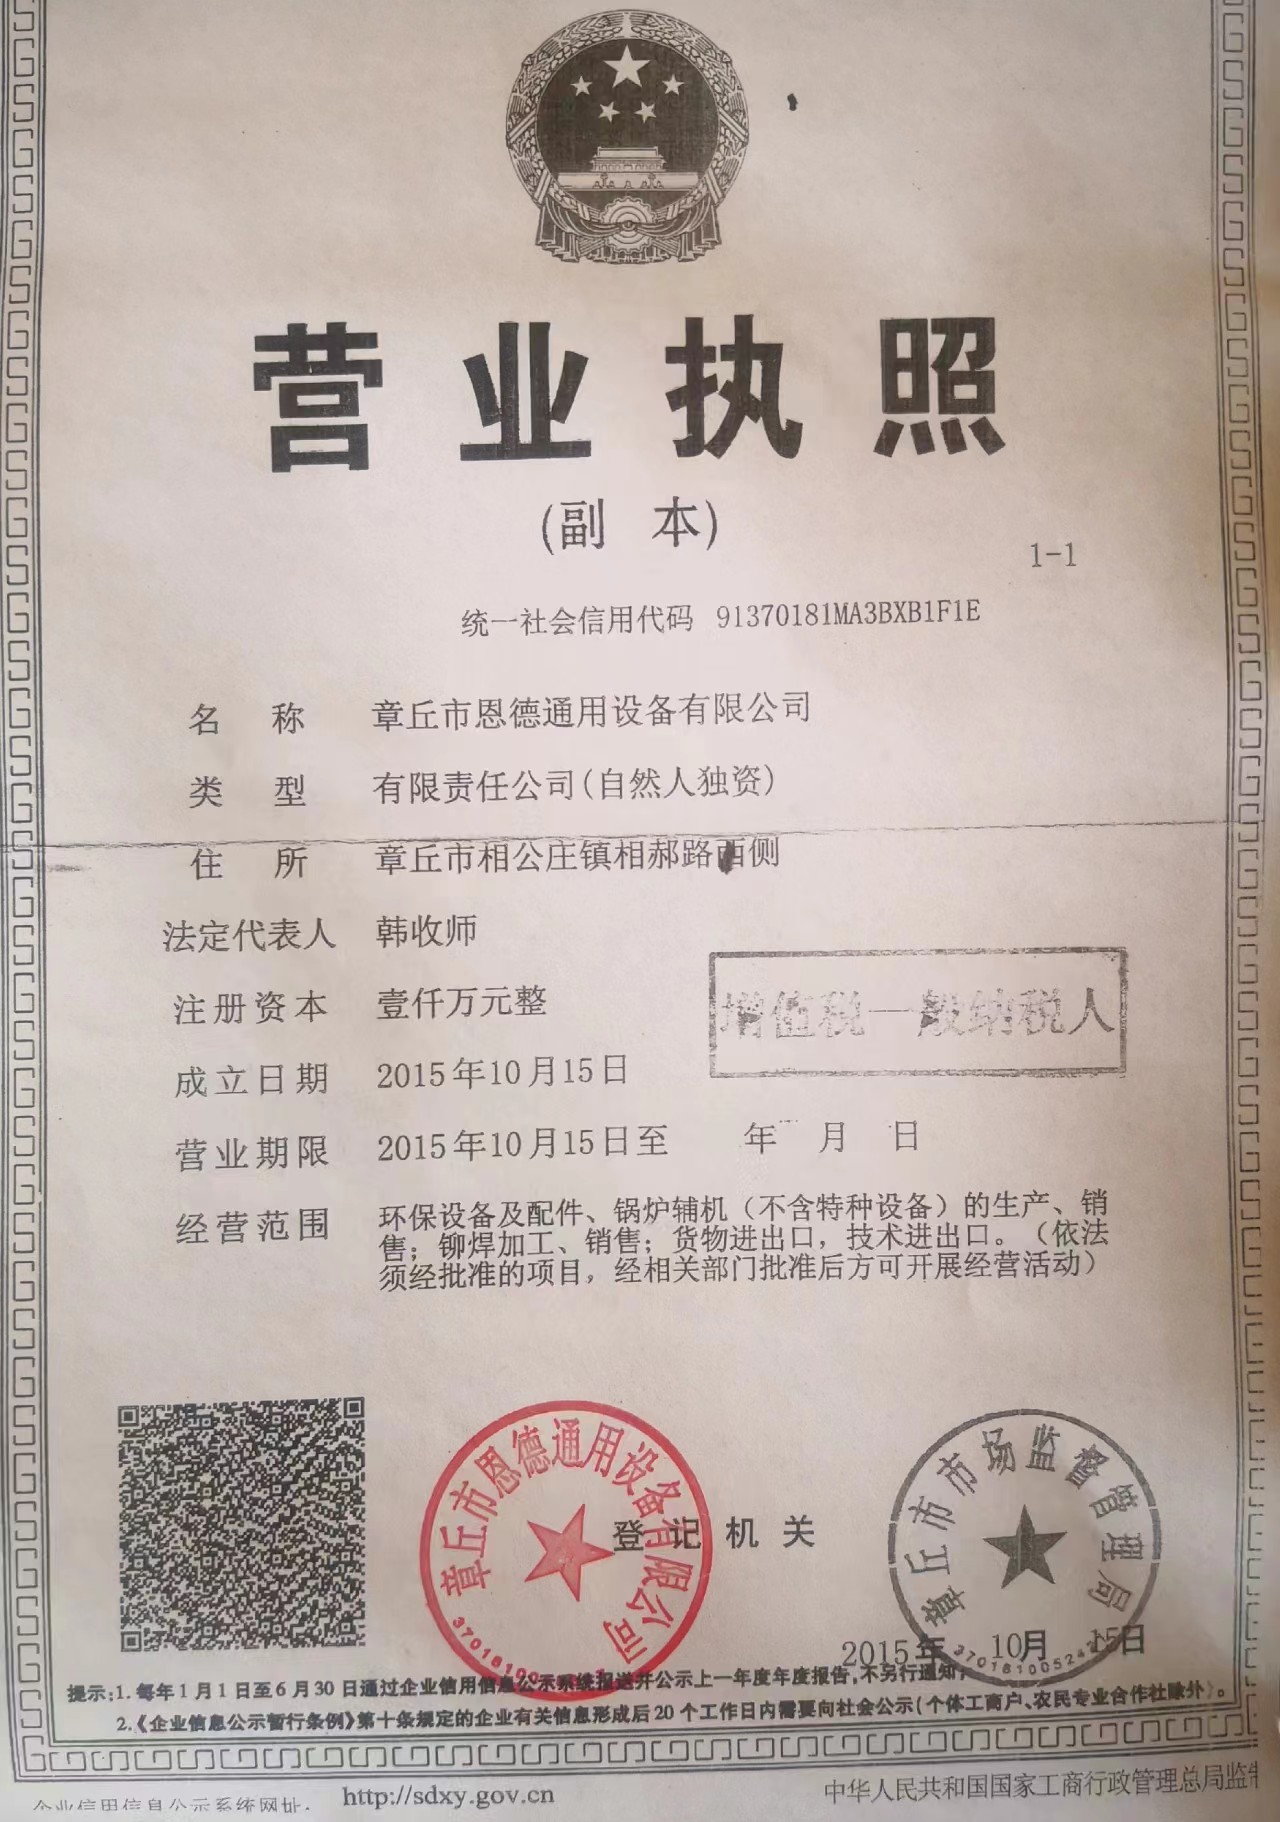 营业执照
(副 本)
1-1
统一社会信用代码 91370181MA3BXB1F1E
名 称 章丘市恩德通用设备有限公司
类 型 有限责任公司(自然人独资)
住 所 章丘市相公庄镇相郝路西侧
法定代表人 韩收师
注册资本 壹仟万元整
增值税一般纳税人
成立日期 2015年10月15日
营业期限 2015年10月15日至 年 月 日
经营范围 环保设备及配件、锅炉辅机（不含特种设备）的生产、销
售；铆焊加工、销售；货物进出口，技术进出口。（依法
须经批准的项目，经相关部门批准后方可开展经营活动）
章丘市恩德通用设备有限公司
登记机关
章丘市市场监督管理局
2015年 10月 15日
提示:1. 每年1月1日至6月30日通过企业信用信息公示系统报送并公示上一年度年度报告,不另行通知;
2.《企业信息公示暂行条例》第十条规定的企业有关信息形成后20个工作日内需要向社会公示(个体工商户、农民专业合作社除外)。
企业信用信息公示系统网址: http://sdxy.gov.cn
中华人民共和国国家工商行政管理总局监制